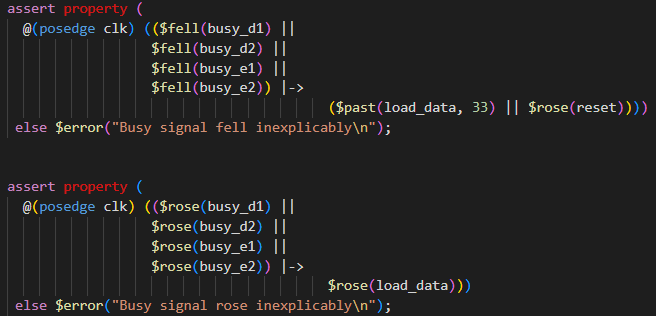 assert property (
@(posedge clk) (($fell(busy_d1) ||
$fell(busy_d2) ||
$fell(busy_e1) ||
$fell(busy_e2)) |->
($past(load_data, 33) || $rose(reset))))
else $error("Busy signal fell inexplicably\n");
assert property (
@(posedge clk) (($rose(busy_d1) ||
$rose(busy_d2) ||
$rose(busy_e1) ||
$rose(busy_e2)) |->
$rose(load_data)))
else $error("Busy signal rose inexplicably\n");